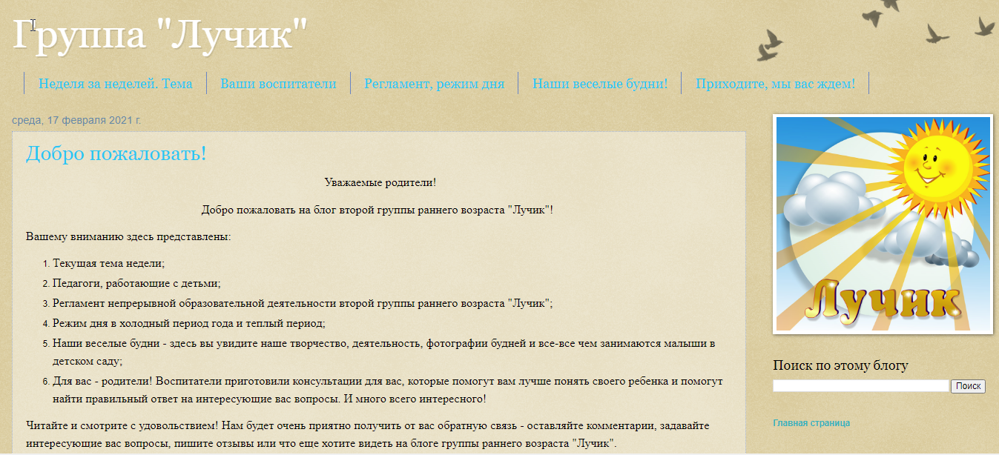 Группа "Лучик"
Неделя за неделей. Тема
Ваши воспитатели
Регламент, режим дня
Наши веселые будни!
Приходите, мы вас ждем!
среда, 17 февраля 2021 г.
Добро пожаловать!
Уважаемые родители!
Добро пожаловать на блог второй группы раннего возраста "Лучик"!
Вашему вниманию здесь представлены:
1. Текущая тема недели;
2. Педагоги, работающие с детьми;
3. Регламент непрерывной образовательной деятельности второй группы раннего возраста "Лучик";
4. Режим дня в холодный период года и теплый период;
5. Наши веселые будни - здесь вы увидите наше творчество, деятельность, фотографии будней и все-все чем занимаются малыши в
детском саду;
6. Для вас - родители! Воспитатели приготовили консультации для вас, которые помогут вам лучше понять своего ребенка и помогут
найти правильный ответ на интересующие вас вопросы. И много всего интересного!
Читайте и смотрите с удовольствием! Нам будет очень приятно получить от вас обратную связь - оставляйте комментарии, задавайте
интересующие вас вопросы, пишите отзывы или что еще хотите видеть на блоге группы раннего возраста "Лучик".
Лучик
Поиск по этому блогу
Поиск
Главная страница